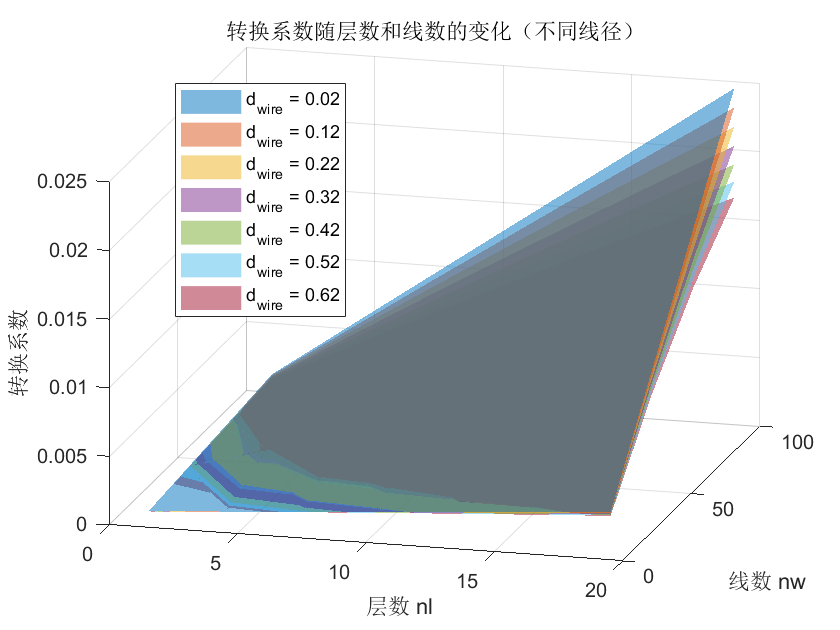 转换系数随层数和线数的变化（不同线径）
d_wire = 0.02
d_wire = 0.12
d_wire = 0.22
d_wire = 0.32
d_wire = 0.42
d_wire = 0.52
d_wire = 0.62
转换系数
0.025
0.02
0.015
0.01
0.005
0
0
5
10
15
20
层数 nl
0
50
100
线数 nw